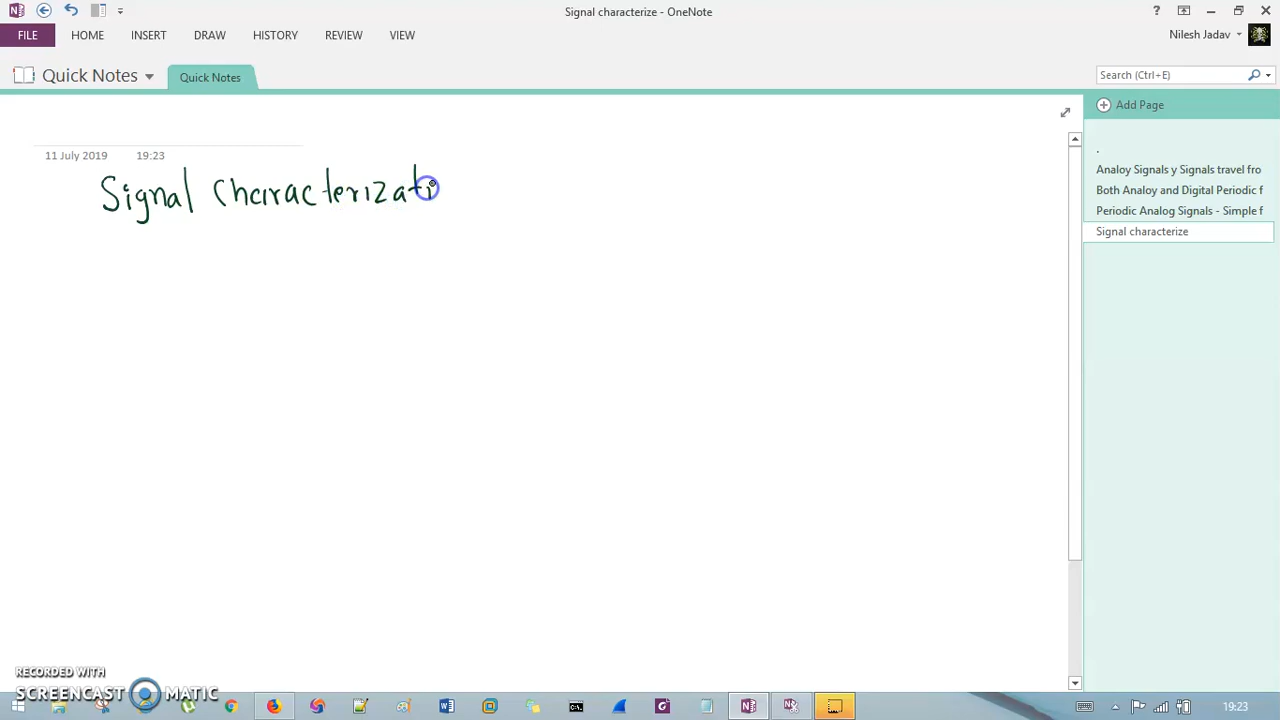 Signal characterize - OneNote
FILE HOME INSERT DRAW HISTORY REVIEW VIEW
Nilesh Jadav
Quick Notes
Quick Notes
Search (Ctrl+E)
Add Page
11 July 2019 19:23
.
Analoy Signals y Signals travel fro
Both Analoy and Digital Periodic f
Periodic Analog Signals - Simple f
Signal characterize
Signal Characterizati
RECORDED WITH
SCREENCAST MATIC
19:23